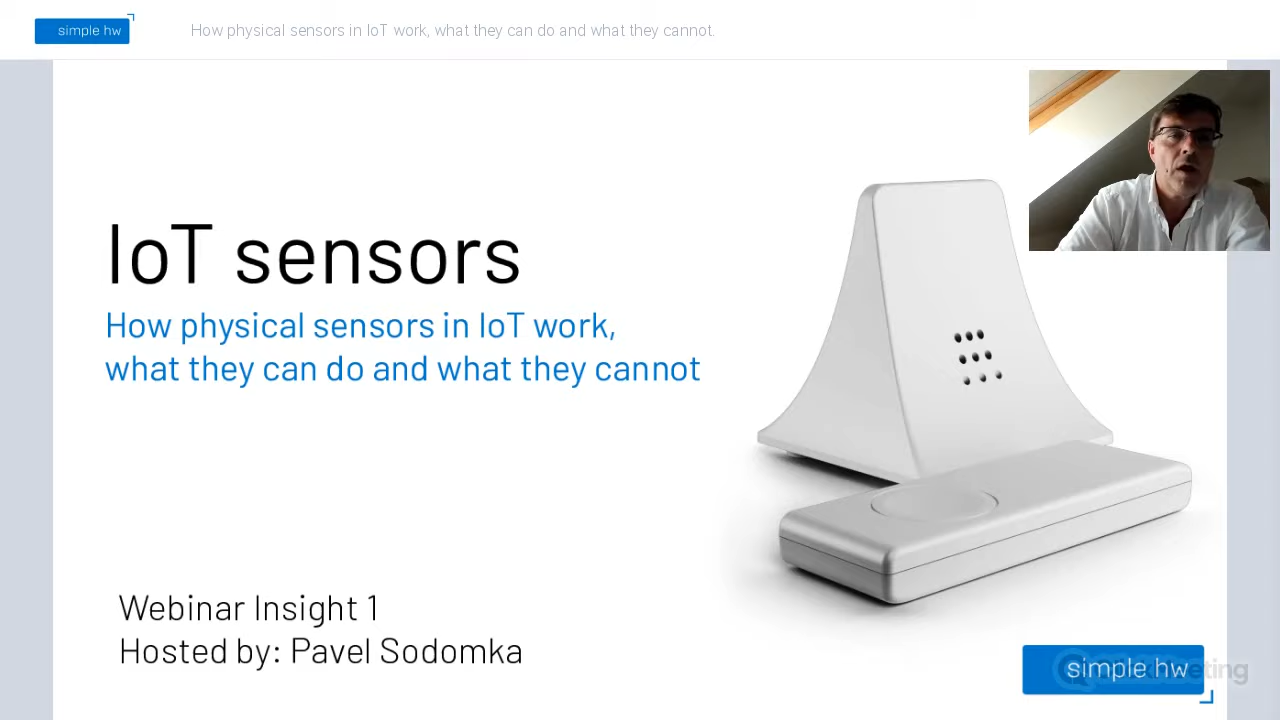 simple hw
How physical sensors in IoT work, what they can do and what they cannot.
IoT sensors
How physical sensors in IoT work,
what they can do and what they cannot
Webinar Insight 1
Hosted by: Pavel Sodomka
simple hw